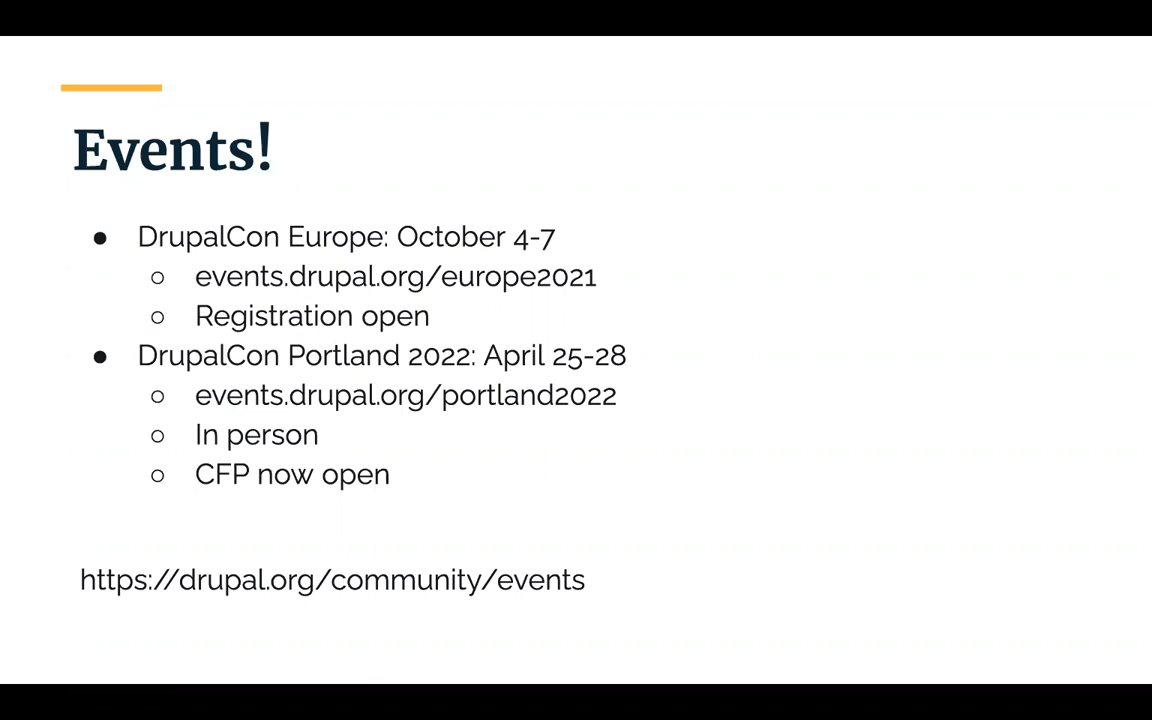 Events!
● DrupalCon Europe: October 4-7
○ events.drupal.org/europe2021
○ Registration open
● DrupalCon Portland 2022: April 25-28
○ events.drupal.org/portland2022
○ In person
○ CFP now open
https://drupal.org/community/events